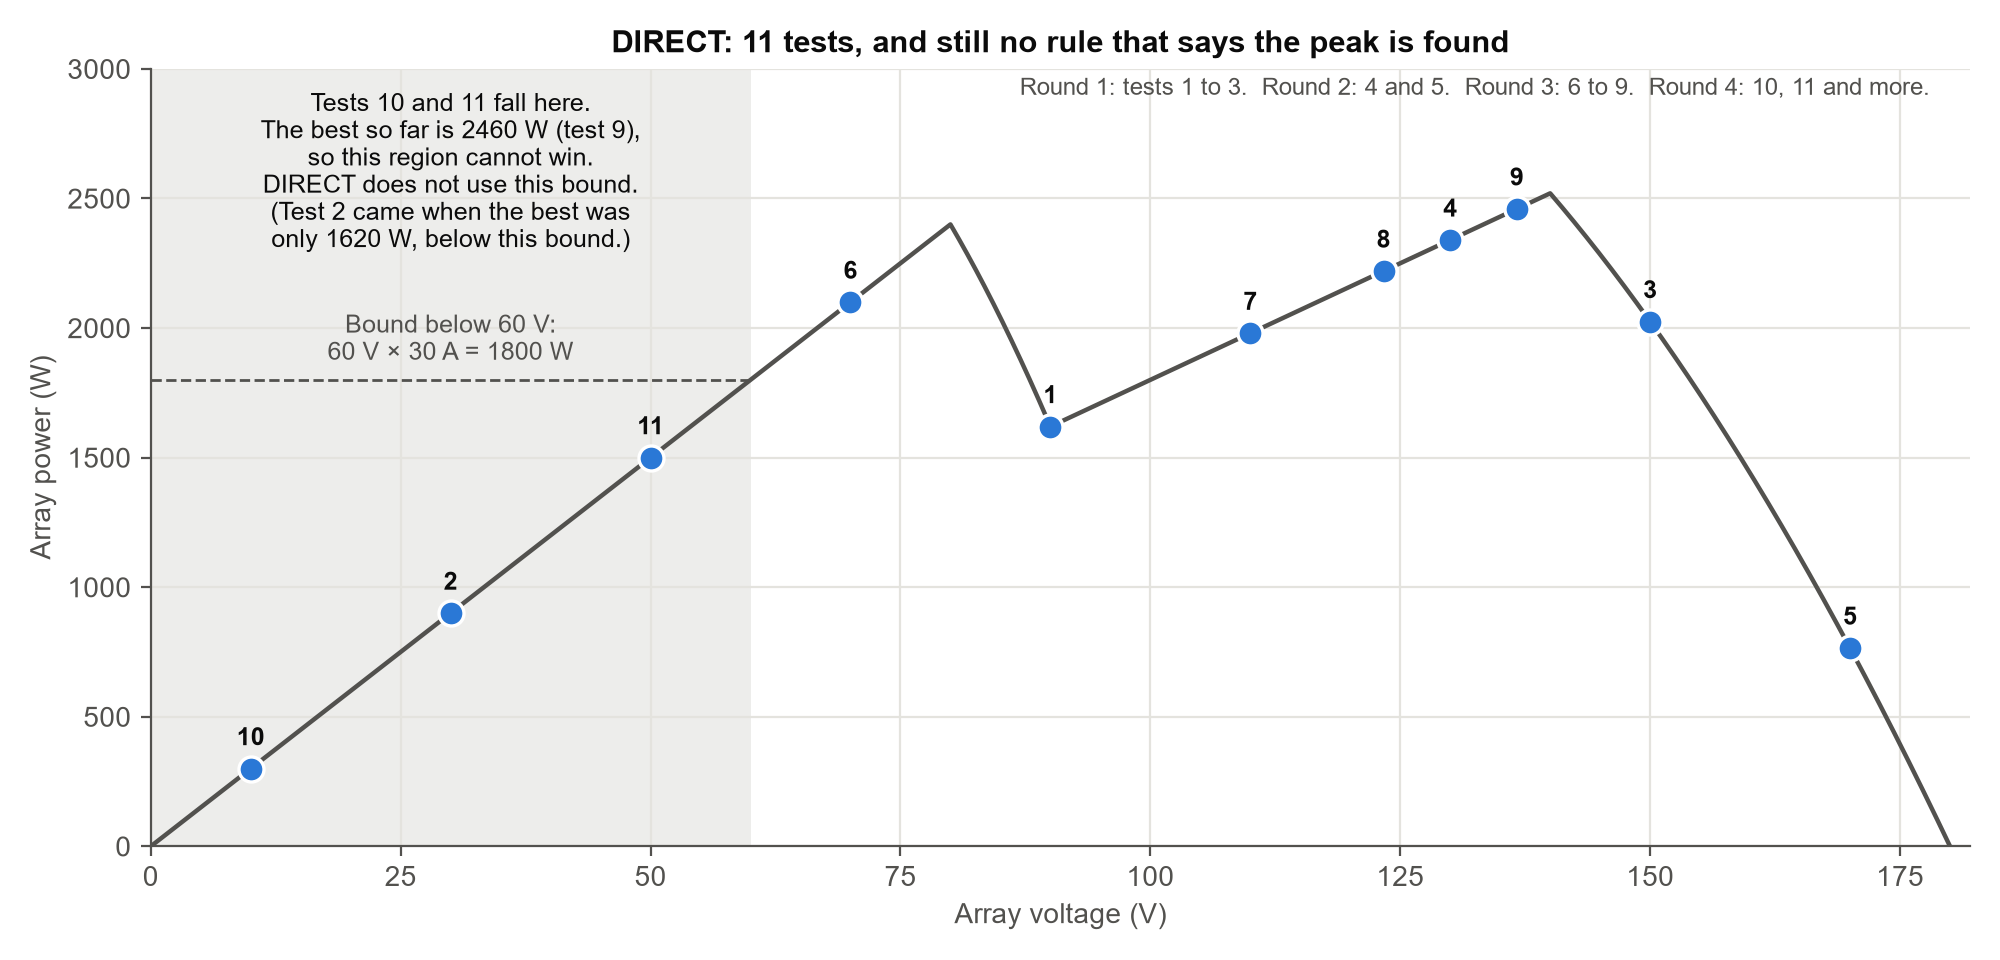 DIRECT: 11 tests, and still no rule that says the peak is found
Round 1: tests 1 to 3.  Round 2: 4 and 5.  Round 3: 6 to 9.  Round 4: 10, 11 and more.
Tests 10 and 11 fall here.
The best so far is 2460 W (test 9),
so this region cannot win.
DIRECT does not use this bound.
(Test 2 came when the best was
only 1620 W, below this bound.)
Bound below 60 V:
60 V × 30 A = 1800 W
Array power (W)
3000
2500
2000
1500
1000
500
0
10
2
11
6
1
7
8
4
9
3
5
0
25
50
75
100
125
150
175
Array voltage (V)